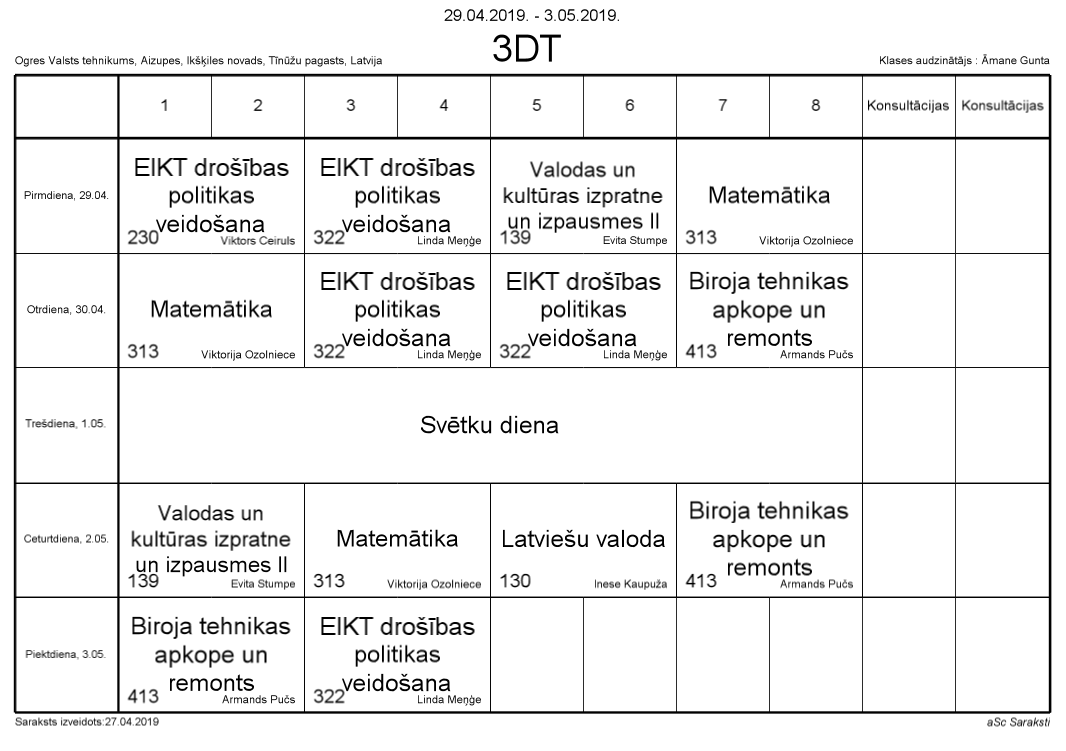 29.04.2019. - 3.05.2019.
3DT
Ogres Valsts tehnikums, Aizupes, Ikšķiles novads, Tīnūžu pagasts, Latvija
Klases audzinātājs : Āmane Gunta
1 2 3 4 5 6 7 8 Konsultācijas Konsultācijas
Pirmdiena, 29.04.
EIKT drošības
politikas
veidošana
230 Viktors Ceiruls
EIKT drošības
politikas
veidošana
322 Linda Meņģe
Valodas un
kultūras izpratne
un izpausmes II
139 Evita Stumpe
Matemātika
313 Viktorija Ozolniece
Otrdiena, 30.04.
Matemātika
313 Viktorija Ozolniece
EIKT drošības
politikas
veidošana
322 Linda Meņģe
EIKT drošības
politikas
veidošana
322 Linda Meņģe
Biroja tehnikas
apkope un
remonts
413 Armands Pučs
Trešdiena, 1.05.
Svētku diena
Ceturtdiena, 2.05.
Valodas un
kultūras izpratne
un izpausmes II
139 Evita Stumpe
Matemātika
313 Viktorija Ozolniece
Latviešu valoda
130 Inese Kaupuža
Biroja tehnikas
apkope un
remonts
413 Armands Pučs
Piektdiena, 3.05.
Biroja tehnikas
apkope un
remonts
413 Armands Pučs
EIKT drošības
politikas
veidošana
322 Linda Meņģe
Saraksts izveidots:27.04.2019
aSc Saraksti